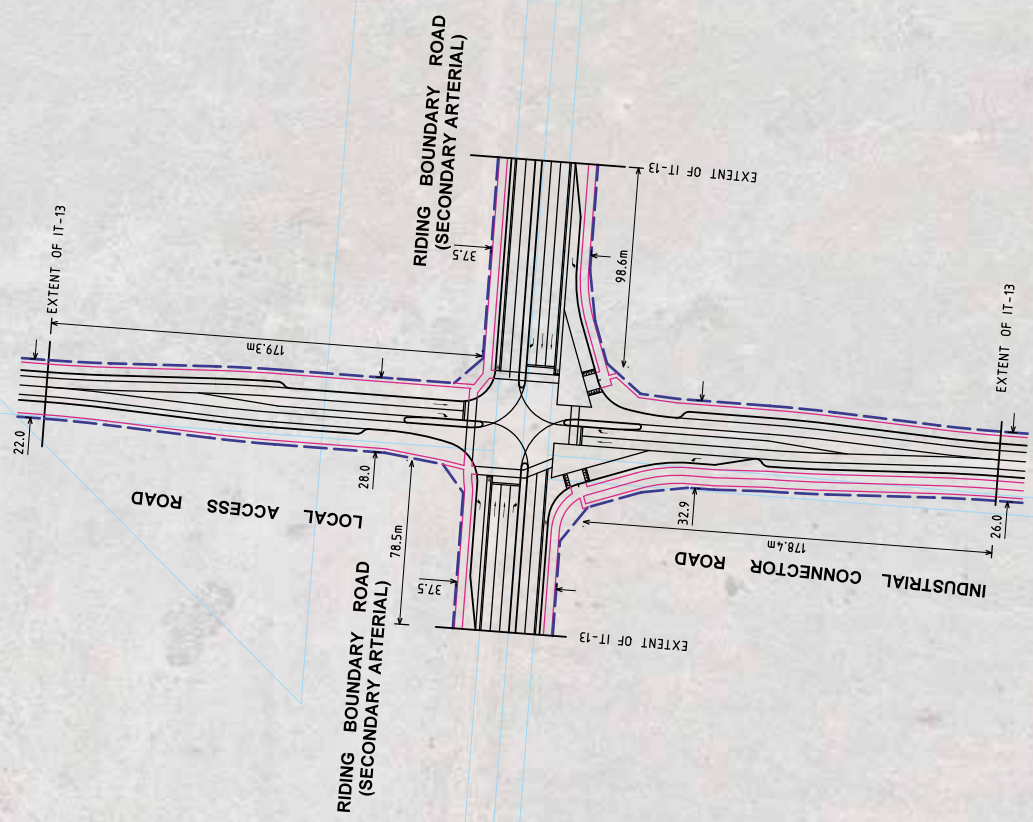 RIDING BOUNDARY ROAD
(SECONDARY ARTERIAL)
EXTENT OF IT-13
EXTENT OF IT-13
37.5
98.6m
179.3m
22.0
28.0
LOCAL ACCESS ROAD
78.5m
37.5
RIDING BOUNDARY ROAD
(SECONDARY ARTERIAL)
EXTENT OF IT-13
EXTENT OF IT-13
32.9
178.4m
26.0
INDUSTRIAL CONNECTOR ROAD